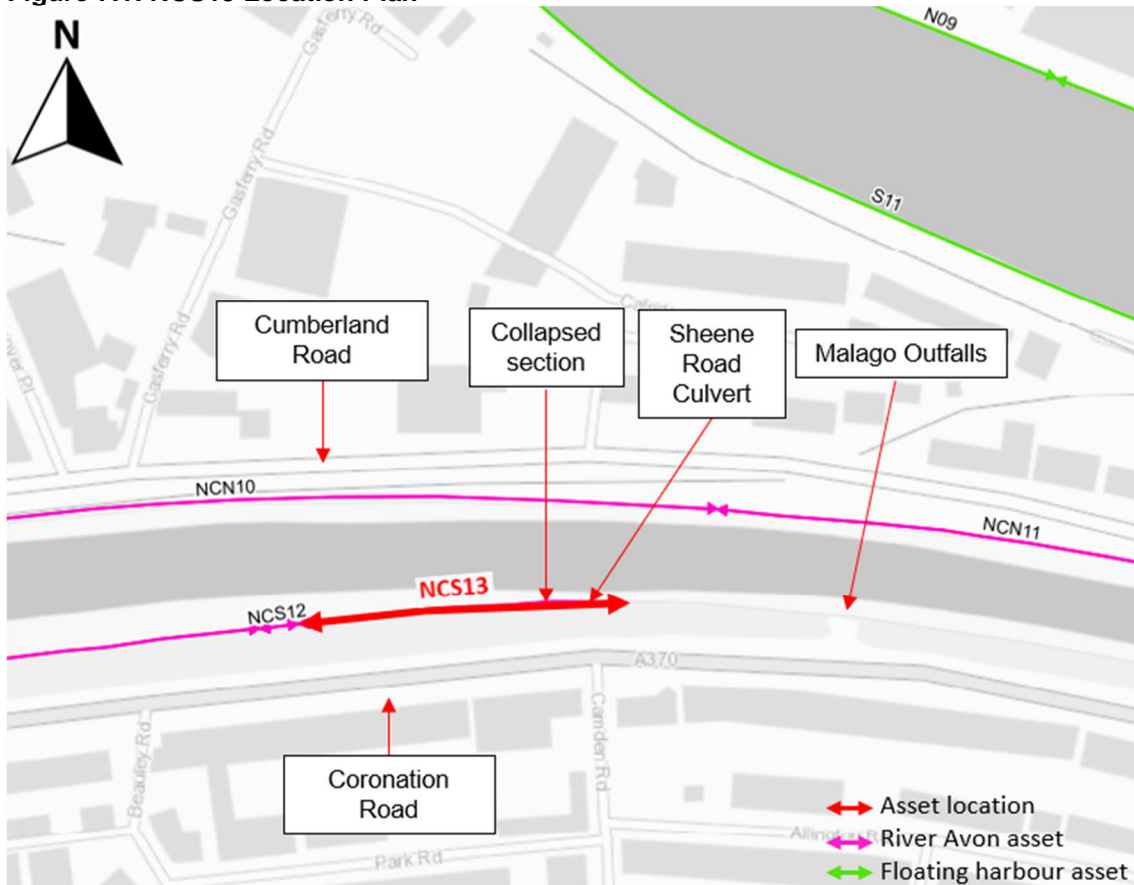 N
Gasferry Rd
Gasferry Rd
Gasferry Rd
N09
S11
Cumberland
Road
Collapsed
section
Sheene
Road
Culvert
Malago Outfalls
NCN10
NCN11
NCS13
NCS12
A370
Beauley Rd
Camden Rd
Coronation
Road
Park Rd
Asset location
River Avon asset
Floating harbour asset